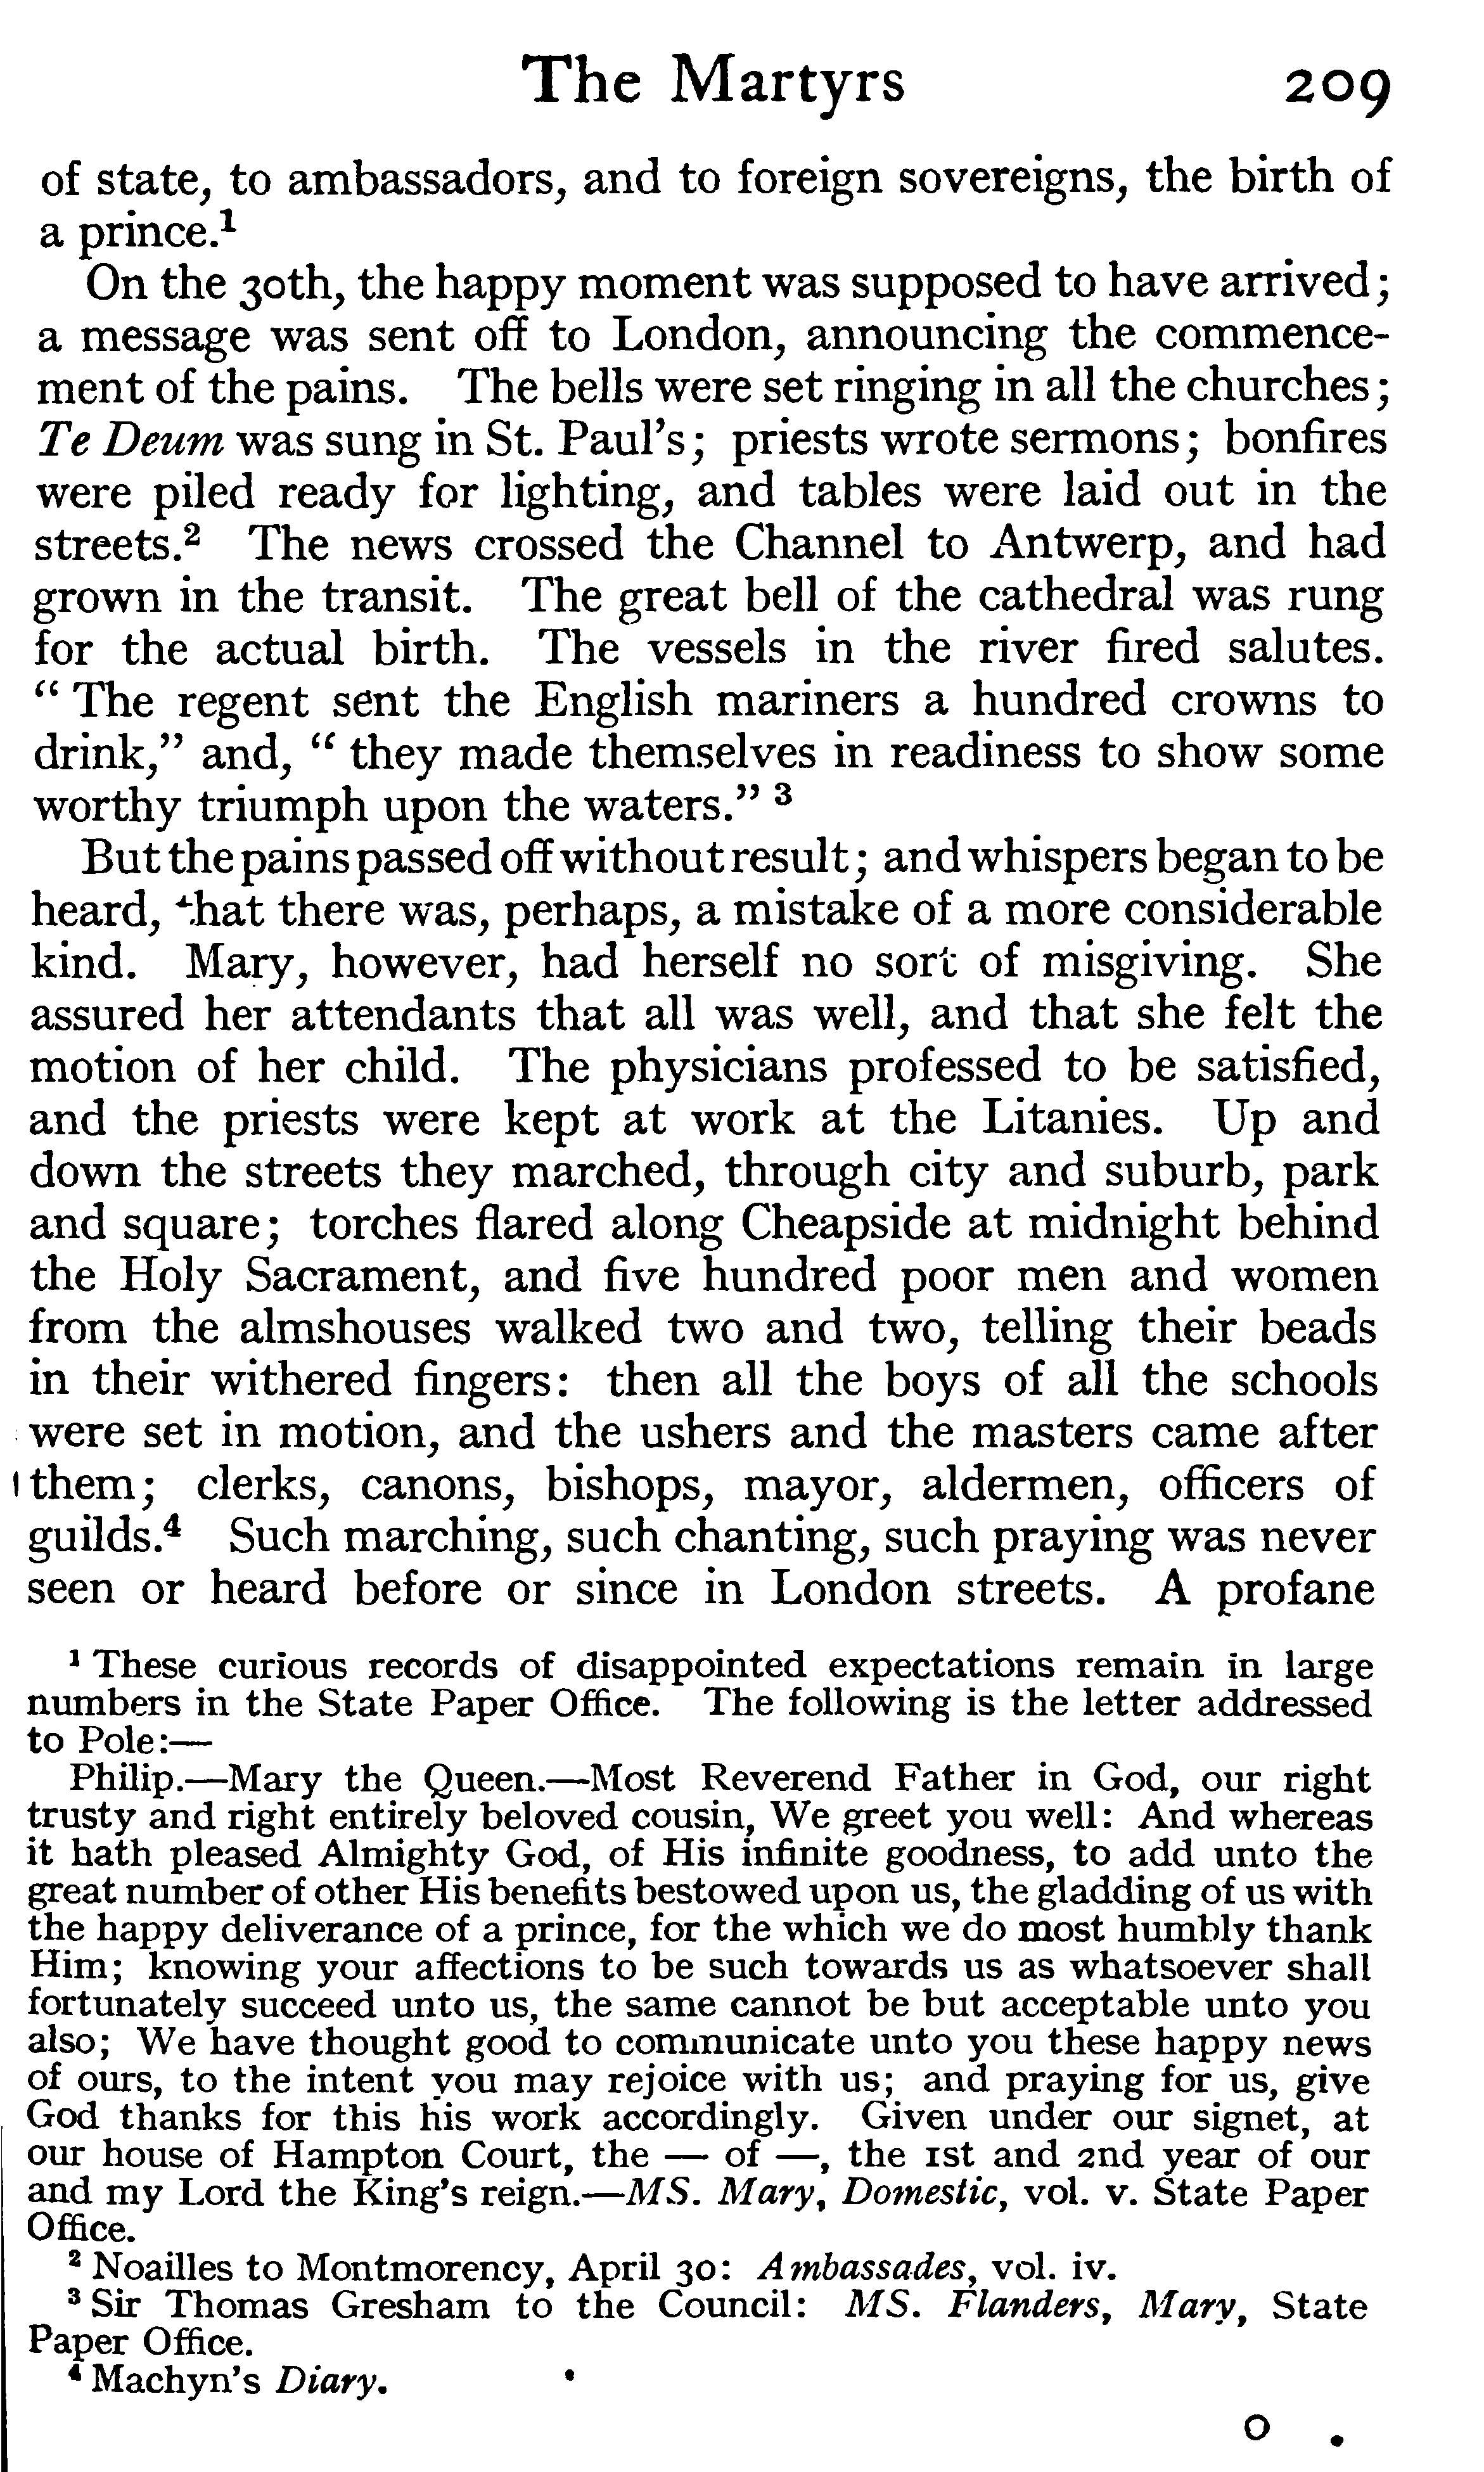 The Martyrs 209
of state, to ambassadors, and to foreign sovereigns, the birth of
a prince.¹
On the 30th, the happy moment was supposed to have arrived;
a message was sent off to London, announcing the commence-
ment of the pains. The bells were set ringing in all the churches;
Te Deum was sung in St. Paul's; priests wrote sermons; bonfires
were piled ready for lighting, and tables were laid out in the
streets.² The news crossed the Channel to Antwerp, and had
grown in the transit. The great bell of the cathedral was rung
for the actual birth. The vessels in the river fired salutes.
“The regent sent the English mariners a hundred crowns to
drink,” and, “they made themselves in readiness to show some
worthy triumph upon the waters.” ³
But the pains passed off without result; and whispers began to be
heard, that there was, perhaps, a mistake of a more considerable
kind. Mary, however, had herself no sort of misgiving. She
assured her attendants that all was well, and that she felt the
motion of her child. The physicians professed to be satisfied,
and the priests were kept at work at the Litanies. Up and
down the streets they marched, through city and suburb, park
and square; torches flared along Cheapside at midnight behind
the Holy Sacrament, and five hundred poor men and women
from the almshouses walked two and two, telling their beads
in their withered fingers: then all the boys of all the schools
were set in motion, and the ushers and the masters came after
them; clerks, canons, bishops, mayor, aldermen, officers of
guilds.⁴ Such marching, such chanting, such praying was never
seen or heard before or since in London streets. A profane
¹ These curious records of disappointed expectations remain in large
numbers in the State Paper Office. The following is the letter addressed
to Pole:—
Philip.—Mary the Queen.—Most Reverend Father in God, our right
trusty and right entirely beloved cousin, We greet you well: And whereas
it hath pleased Almighty God, of His infinite goodness, to add unto the
great number of other His benefits bestowed upon us, the gladding of us with
the happy deliverance of a prince, for the which we do most humbly thank
Him; knowing your affections to be such towards us as whatsoever shall
fortunately succeed unto us, the same cannot be but acceptable unto you
also; We have thought good to communicate unto you these happy news
of ours, to the intent you may rejoice with us; and praying for us, give
God thanks for this his work accordingly. Given under our signet, at
our house of Hampton Court, the — of —, the 1st and 2nd year of our
and my Lord the King's reign.—MS. Mary, Domestic, vol. v. State Paper
Office.
² Noailles to Montmorency, April 30: Ambassades, vol. iv.
³ Sir Thomas Gresham to the Council: MS. Flanders, Mary, State
Paper Office.
⁴ Machyn's Diary.
O